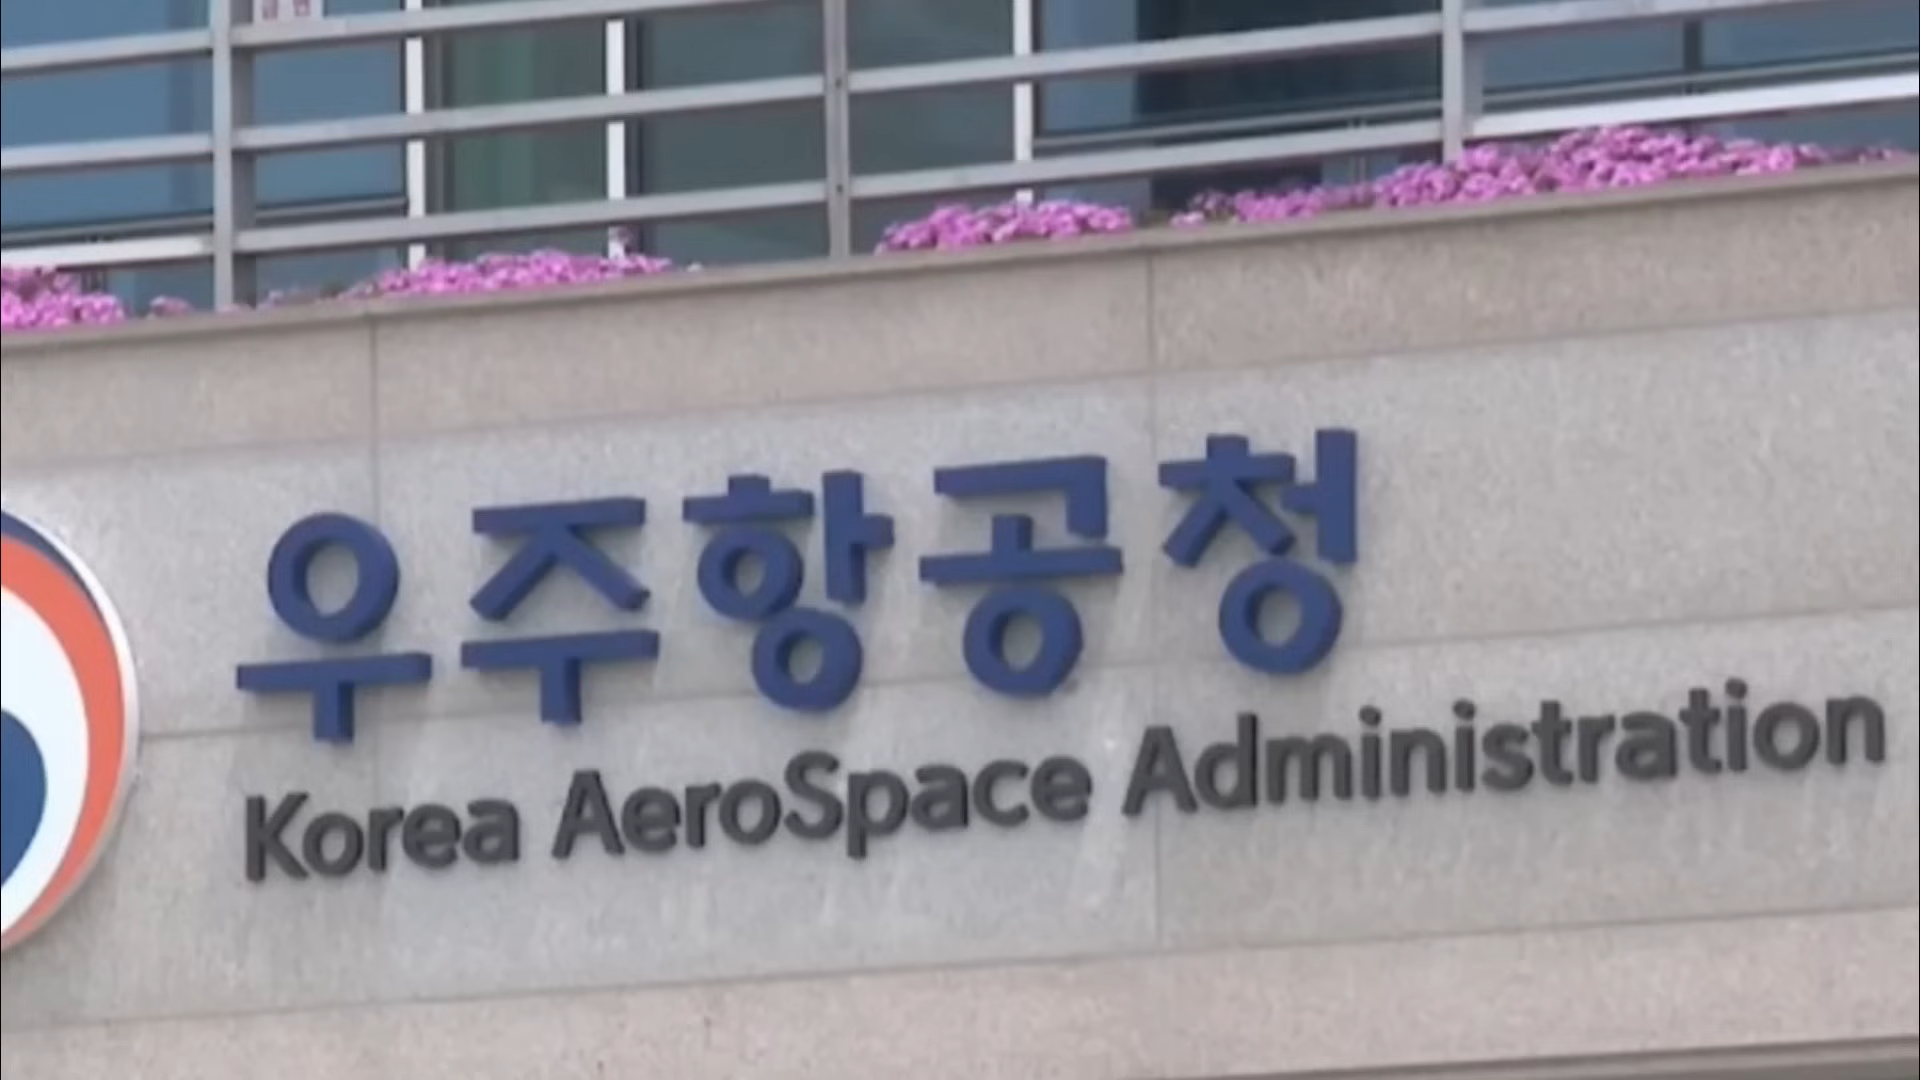 우주항공청
Korea AeroSpace Administration